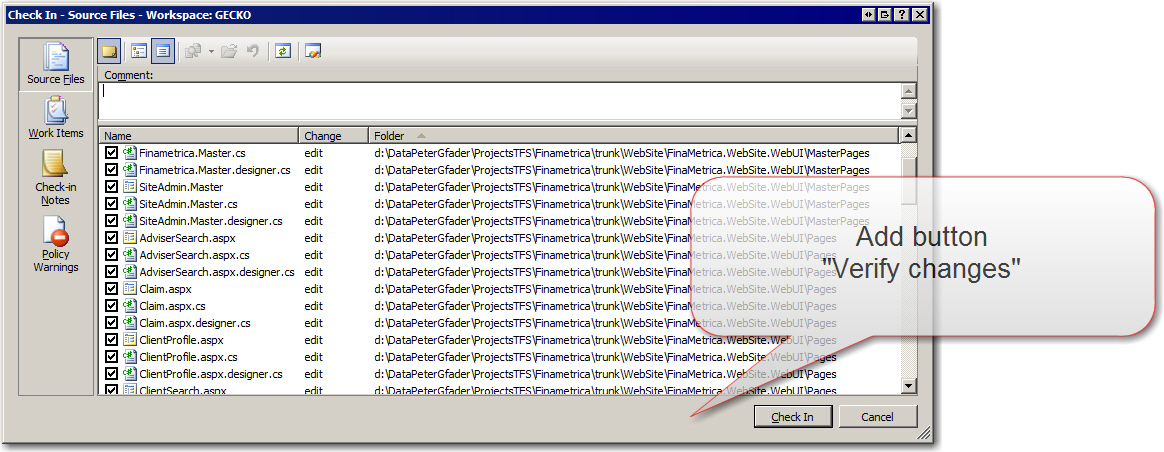 Check In - Source Files - Workspace: GECKO
Source Files
Work Items
Check-in
Notes
Policy
Warnings
Comment:
Name Change Folder
Finametrica.Master.cs edit d:\DataPeterGfader\ProjectsTFS\Finametrica\trunk\WebSite\FinaMetrica.WebSite.WebUI\MasterPages
Finametrica.Master.designer.cs edit d:\DataPeterGfader\ProjectsTFS\Finametrica\trunk\WebSite\FinaMetrica.WebSite.WebUI\MasterPages
SiteAdmin.Master edit d:\DataPeterGfader\ProjectsTFS\Finametrica\trunk\WebSite\FinaMetrica.WebSite.WebUI\MasterPages
SiteAdmin.Master.cs edit d:\DataPeterGfader\ProjectsTFS\Finametrica\trunk\WebSite\FinaMetrica.WebSite.WebUI\MasterPages
SiteAdmin.Master.designer.cs edit d:\DataPeterGfader\ProjectsTFS\Finametrica\trunk\WebSite\FinaMetrica.WebSite.WebUI\MasterPages
AdviserSearch.aspx edit d:\DataPeterGfader\ProjectsTFS\Finametrica\trunk\WebSite\FinaMetrica.WebSite.WebUI\Pages
AdviserSearch.aspx.cs edit d:\DataPeterGfader\ProjectsTFS\Finametrica\trunk\WebSite\FinaMetrica.WebSite.WebUI\Pages
AdviserSearch.aspx.designer.cs edit d:\DataPeterGfader\ProjectsTFS\Finametrica\trunk\WebSite\FinaMetrica.WebSite.WebUI\Pages
Claim.aspx edit d:\DataPeterGfader\ProjectsTFS\Finametrica\trunk\WebSite\FinaMetrica.WebSite.WebUI\Pages
Claim.aspx.cs edit d:\DataPeterGfader\ProjectsTFS\Finametrica\trunk\WebSite\FinaMetrica.WebSite.WebUI\Pages
Claim.aspx.designer.cs edit d:\DataPeterGfader\ProjectsTFS\Finametrica\trunk\WebSite\FinaMetrica.WebSite.WebUI\Pages
ClientProfile.aspx edit d:\DataPeterGfader\ProjectsTFS\Finametrica\trunk\WebSite\FinaMetrica.WebSite.WebUI\Pages
ClientProfile.aspx.cs edit d:\DataPeterGfader\ProjectsTFS\Finametrica\trunk\WebSite\FinaMetrica.WebSite.WebUI\Pages
ClientProfile.aspx.designer.cs edit d:\DataPeterGfader\ProjectsTFS\Finametrica\trunk\WebSite\FinaMetrica.WebSite.WebUI\Pages
ClientSearch.aspx edit d:\DataPeterGfader\ProjectsTFS\Finametrica\trunk\WebSite\FinaMetrica.WebSite.WebUI\Pages
Add button
"Verify changes"
Check In
Cancel